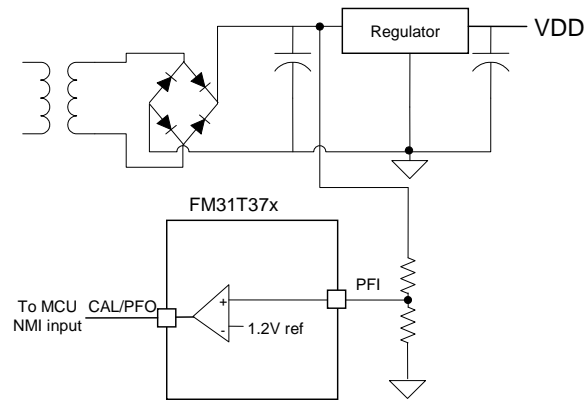 Regulator
VDD
FM31T37x
PFI
+
-
1.2V ref
To MCU
NMI input
CAL/PFO